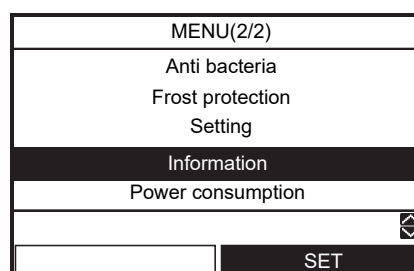 MENU(2/2)
Anti bacteria
Frost protection
Setting
Information
Power consumption
SET